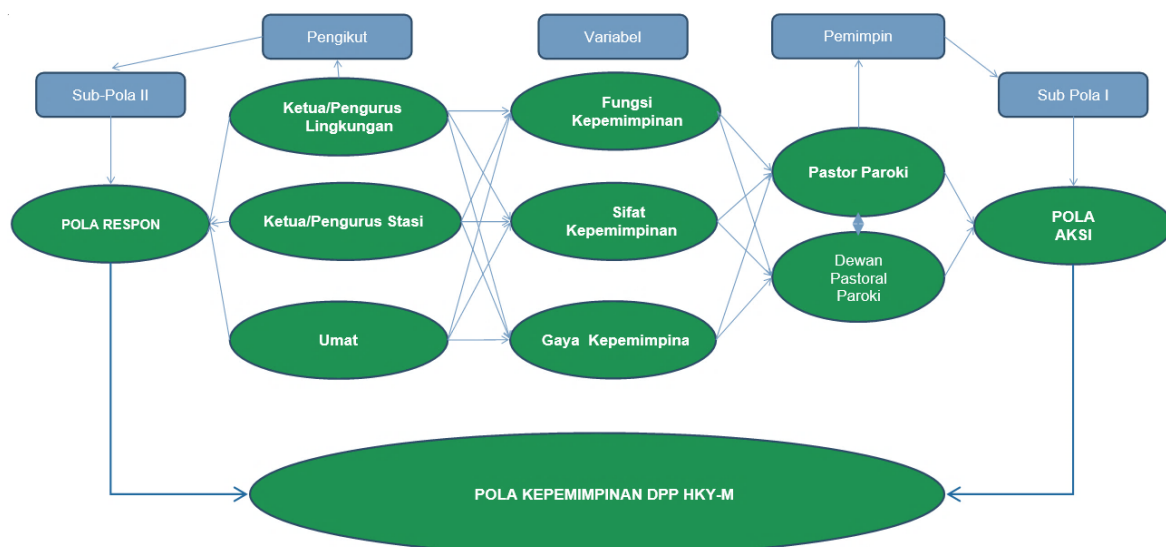 Pengikut
Variabel
Pemimpin
Sub-Pola II
Sub Pola I
Ketua/Pengurus
Lingkungan
Fungsi
Kepemimpinan
Pastor Paroki
POLA RESPON
Ketua/Pengurus Stasi
Sifat
Kepemimpinan
POLA
AKSI
Dewan
Pastoral
Paroki
Umat
Gaya Kepemimpina
POLA KEPEMIMPINAN DPP HKY-M